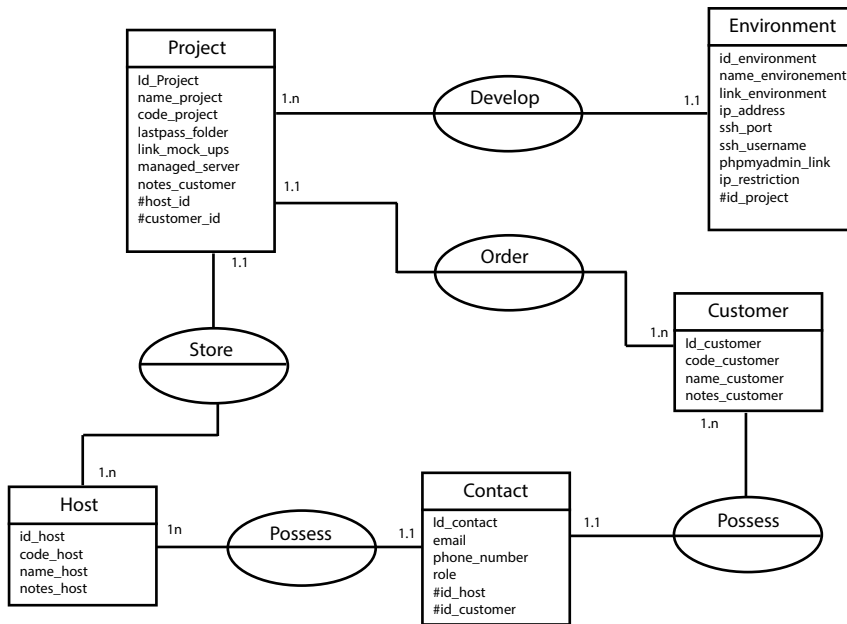 Project
Id_Project
name_project
code_project
lastpass_folder
link_mock_ups
managed_server
notes_customer
#host_id
#customer_id
1.n
Develop
1.1
Environment
id_environment
name_environement
link_environment
ip_address
ssh_port
ssh_username
phpmyadmin_link
ip_restriction
#id_project
1.1
Order
1.n
1.1
Store
1.n
Customer
Id_customer
code_customer
name_customer
notes_customer
1.n
Host
id_host
code_host
name_host
notes_host
1n
Possess
1.1
Contact
Id_contact
email
phone_number
role
#id_host
#id_customer
1.1
Possess